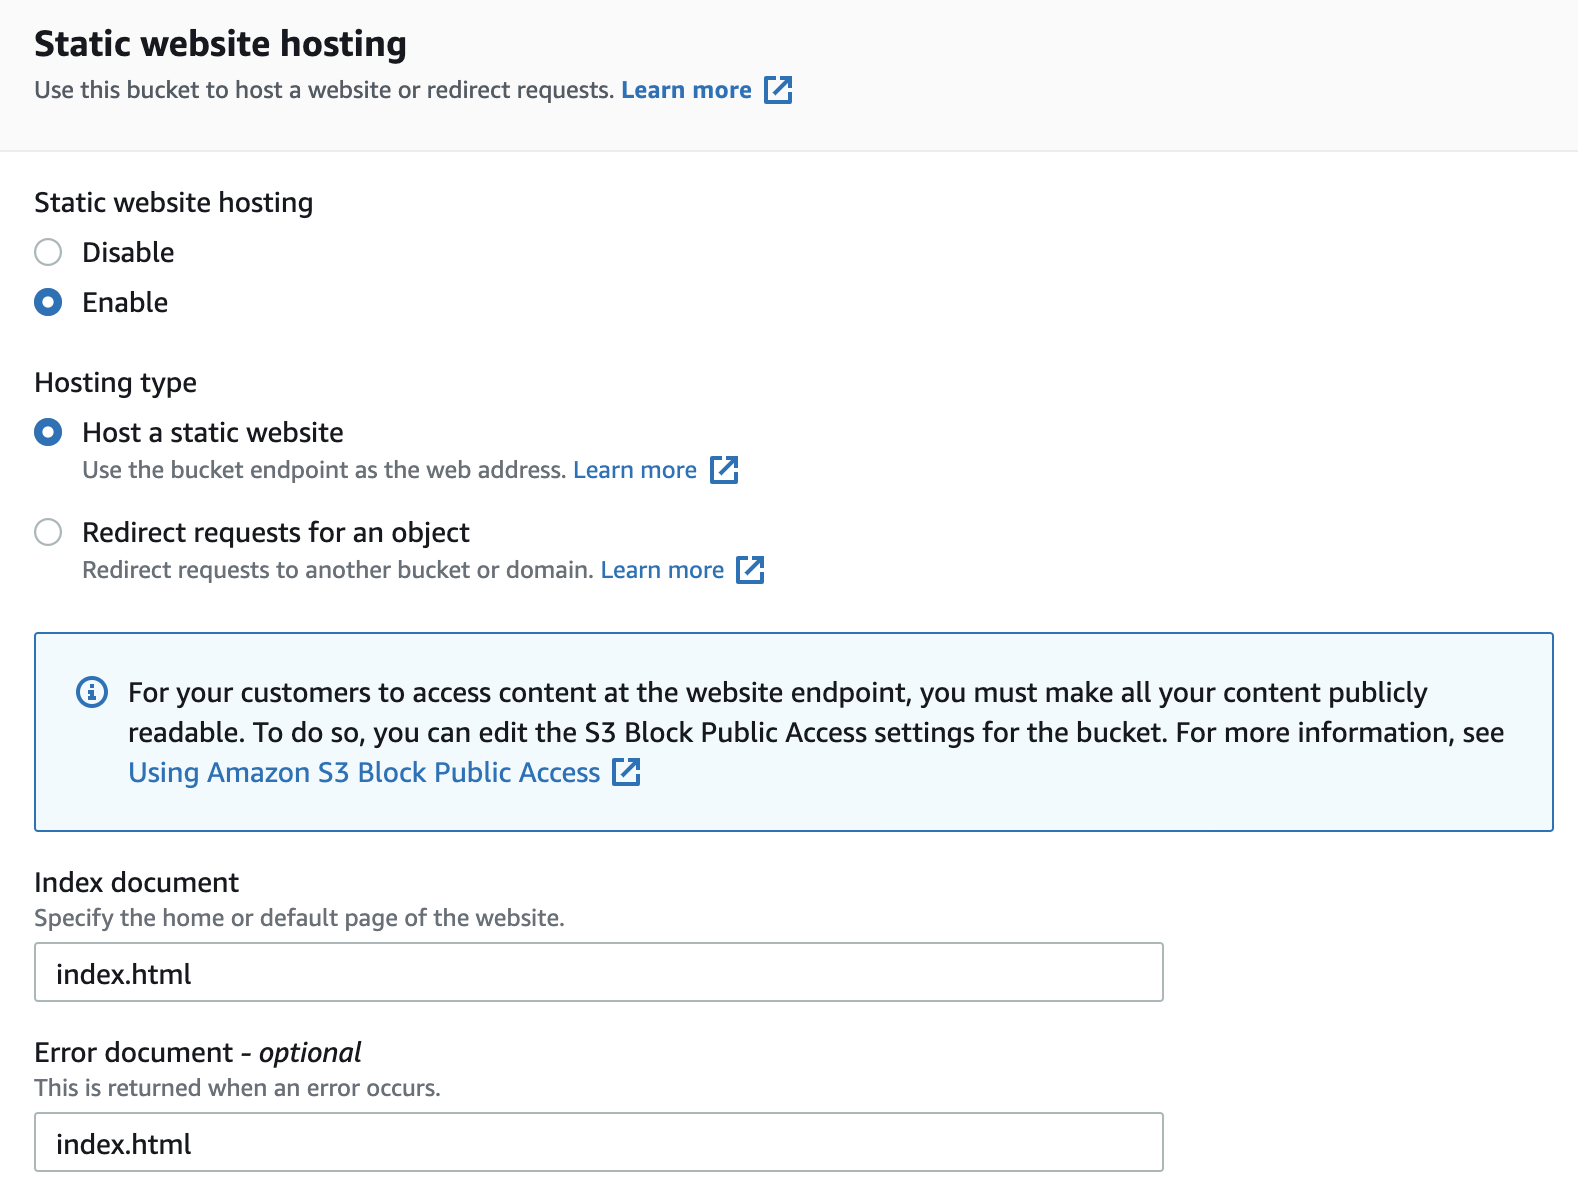 Static website hosting
Use this bucket to host a website or redirect requests. Learn more
Static website hosting
Disable
Enable
Hosting type
Host a static website
Use the bucket endpoint as the web address. Learn more
Redirect requests for an object
Redirect requests to another bucket or domain. Learn more
For your customers to access content at the website endpoint, you must make all your content publicly
readable. To do so, you can edit the S3 Block Public Access settings for the bucket. For more information, see
Using Amazon S3 Block Public Access
Index document
Specify the home or default page of the website.
index.html
Error document - optional
This is returned when an error occurs.
index.html